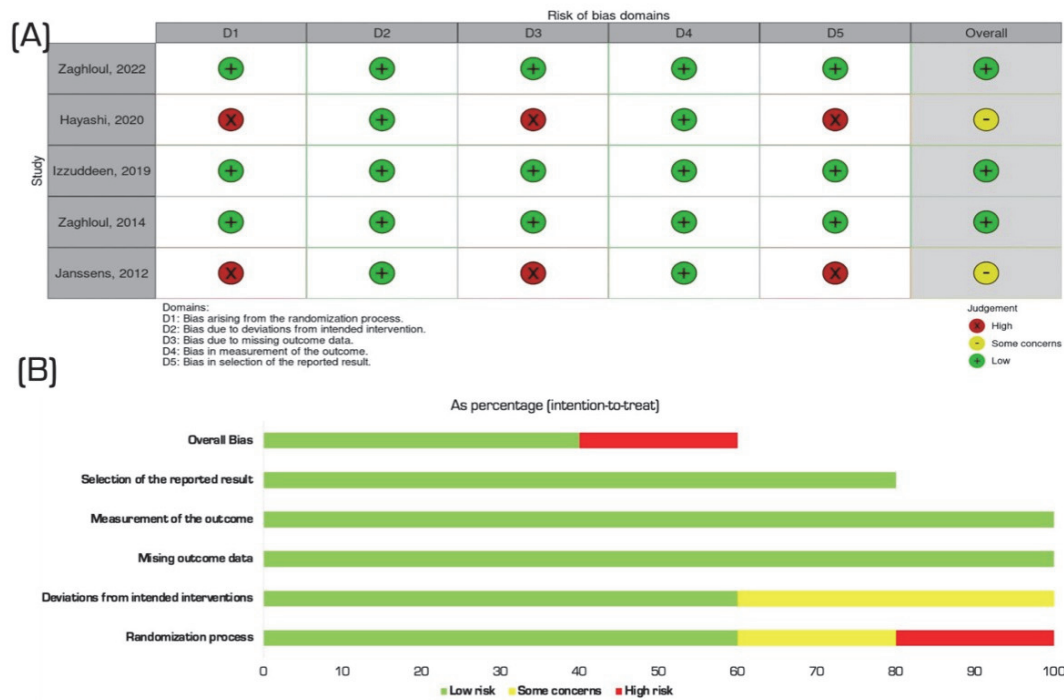 (A)
Risk of bias domains
D1 D2 D3 D4 D5 Overall
Study
Zaghloul, 2022 + + + + + +
Hayashi, 2020 X + X + X -
Izzuddeen, 2019 + + + + + +
Zaghloul, 2014 + + + + + +
Janssens, 2012 X + X + X -
Domains:
D1: Bias arising from the randomization process.
D2: Bias due to deviations from intended intervention.
D3: Bias due to missing outcome data.
D4: Bias in measurement of the outcome.
D5: Bias in selection of the reported result.
Judgement
X High
- Some concerns
+ Low
(B)
As percentage (intention-to-treat)
Overall Bias
Selection of the reported result
Measurement of the outcome
Mising outcome data
Deviations from intended interventions
Randomization process
0 10 20 30 40 50 60 70 80 90 100
Low risk Some concerns High risk